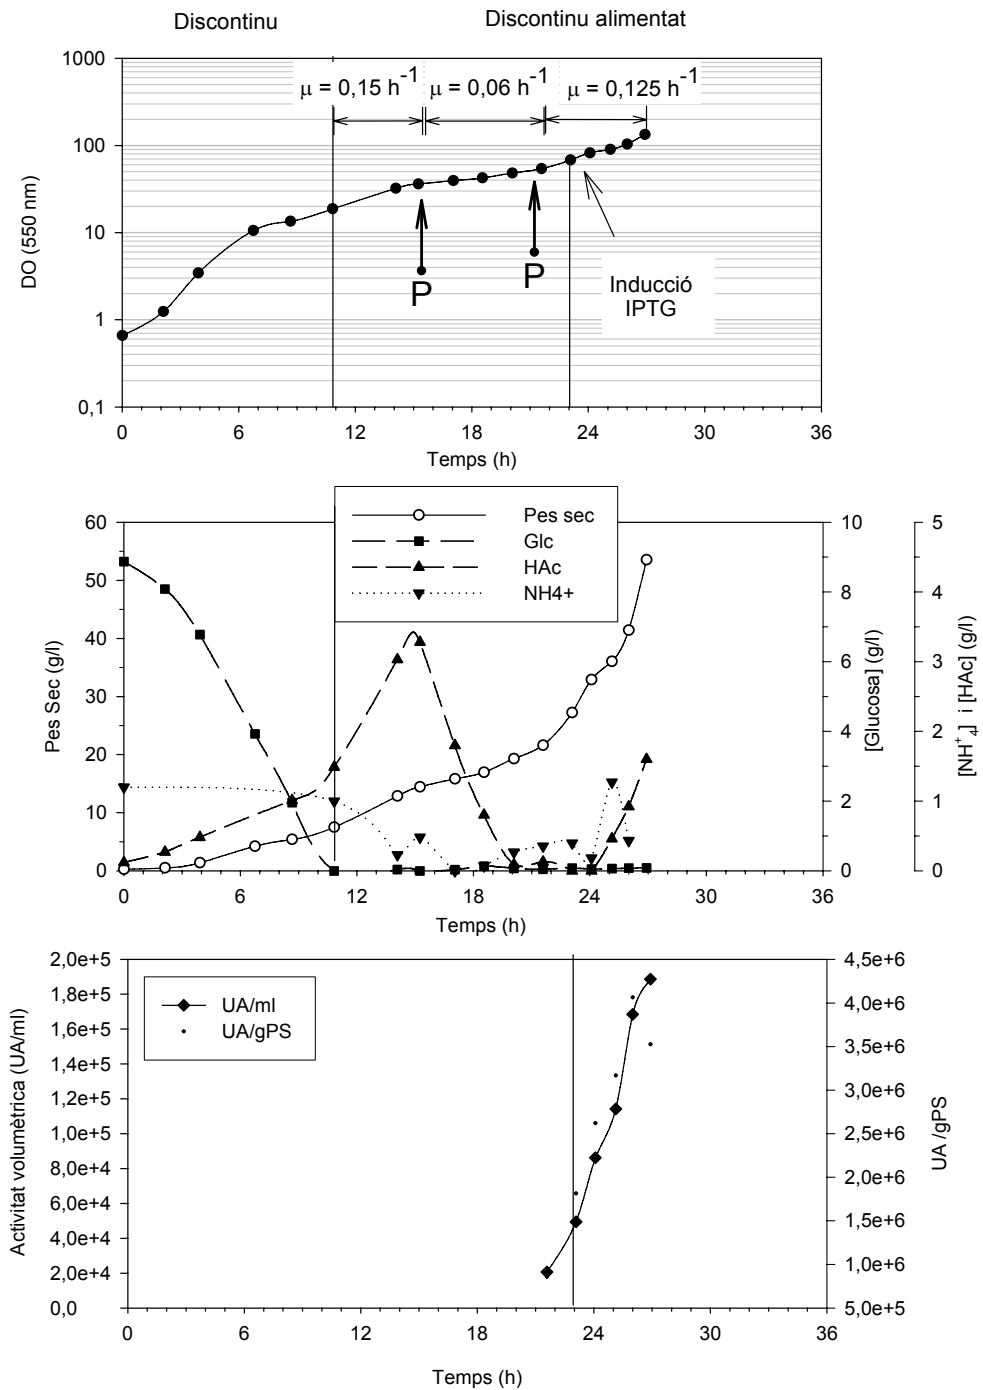 Discontinu
Discontinu alimentat
1000
100
10
1
0,1
DO (550 nm)
μ = 0,15 h-1
μ = 0,06 h-1
μ = 0,125 h-1
P
P
Inducció
IPTG
0 6 12 18 24 30 36
Temps (h)
Pes sec
Glc
HAc
NH4+
60
50
40
30
20
10
0
Pes Sec (g/l)
10
8
6
4
2
0
[Glucosa] (g/l)
5
4
3
2
1
0
[NH+4] i [HAc] (g/l)
0 6 12 18 24 30 36
Temps (h)
2,0e+5
1,8e+5
1,6e+5
1,4e+5
1,2e+5
1,0e+5
8,0e+4
6,0e+4
4,0e+4
2,0e+4
0,0
Activitat volumètrica (UA/ml)
UA/ml
UA/gPS
4,5e+6
4,0e+6
3,5e+6
3,0e+6
2,5e+6
2,0e+6
1,5e+6
1,0e+6
5,0e+5
UA /gPS
0 6 12 18 24 30 36
Temps (h)